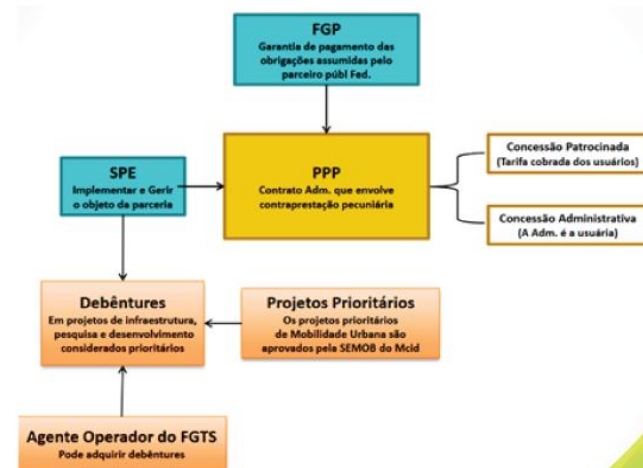 FGP
Garantia de pagamento das
obrigações assumidas pelo
parceiro públ Fed.
SPE
Implementar e Gerir
o objeto da parceria
PPP
Contrato Adm. que envolve
contraprestação pecuniária
Concessão Patrocinada
(Tarifa cobrada dos usuários)
Concessão Administrativa
(A Adm. é a usuária)
Debêntures
Em projetos de infraestrutura,
pesquisa e desenvolvimento
considerados prioritários
Projetos Prioritários
Os projetos prioritários
de Mobilidade Urbana são
aprovados pela SEMOB do Mcid
Agente Operador do FGTS
Pode adquirir debêntures